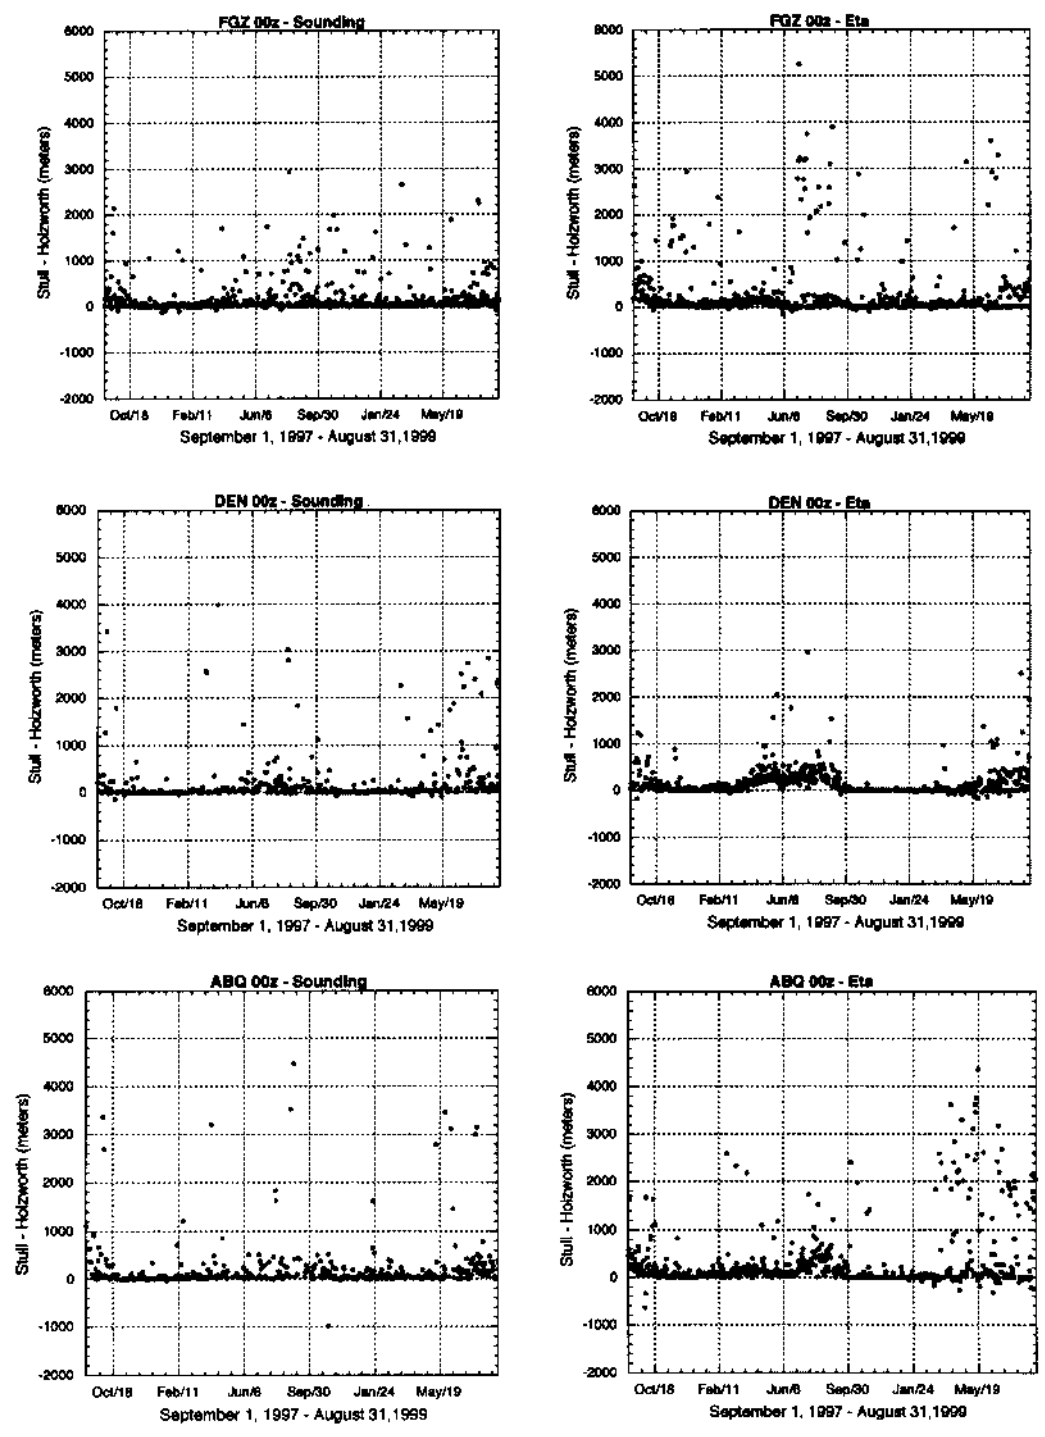 FGZ 00z - Sounding
6000
5000
4000
3000
2000
1000
0
-1000
-2000
Stull - Holzworth (meters)
Oct/18 Feb/11 Jun/6 Sep/30 Jan/24 May/19
September 1, 1997 - August 31,1999
FGZ 00z - Eta
6000
5000
4000
3000
2000
1000
0
-1000
-2000
Stull - Holzworth (meters)
Oct/18 Feb/11 Jun/6 Sep/30 Jan/24 May/19
September 1, 1997 - August 31,1999
DEN 00z - Sounding
6000
5000
4000
3000
2000
1000
0
-1000
-2000
Stull - Holzworth (meters)
Oct/18 Feb/11 Jun/6 Sep/30 Jan/24 May/19
September 1, 1997 - August 31,1999
DEN 00z - Eta
6000
5000
4000
3000
2000
1000
0
-1000
-2000
Stull - Holzworth (meters)
Oct/18 Feb/11 Jun/6 Sep/30 Jan/24 May/19
September 1, 1997 - August 31,1999
ABQ 00z - Sounding
6000
5000
4000
3000
2000
1000
0
-1000
-2000
Stull - Holzworth (meters)
Oct/18 Feb/11 Jun/6 Sep/30 Jan/24 May/19
September 1, 1997 - August 31,1999
ABQ 00z - Eta
6000
5000
4000
3000
2000
1000
0
-1000
-2000
Stull - Holzworth (meters)
Oct/18 Feb/11 Jun/6 Sep/30 Jan/24 May/19
September 1, 1997 - August 31,1999